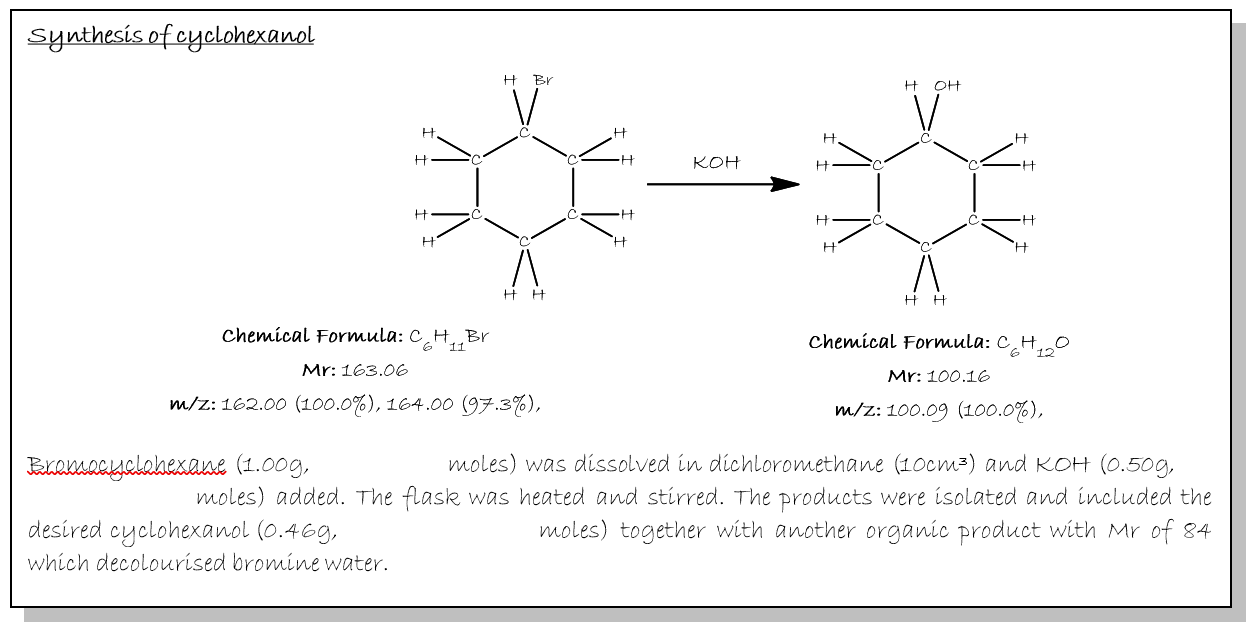 Synthesis of cyclohexanol
H Br
H H
C
H C C H
H C C H
H C H
H H
KOH
H OH
H C H
H C C H
H C C H
H C H
H H
Chemical Formula: C₆H₁₁Br
Mr: 163.06
m/z: 162.00 (100.0%), 164.00 (97.3%),
Chemical Formula: C₆H₁₂O
Mr: 100.16
m/z: 100.09 (100.0%),
Bromocyclohexane (1.00g, moles) was dissolved in dichloromethane (10cm³) and KOH (0.50g,
moles) added. The flask was heated and stirred. The products were isolated and included the
desired cyclohexanol (0.46g, moles) together with another organic product with Mr of 84
which decolourised bromine water.